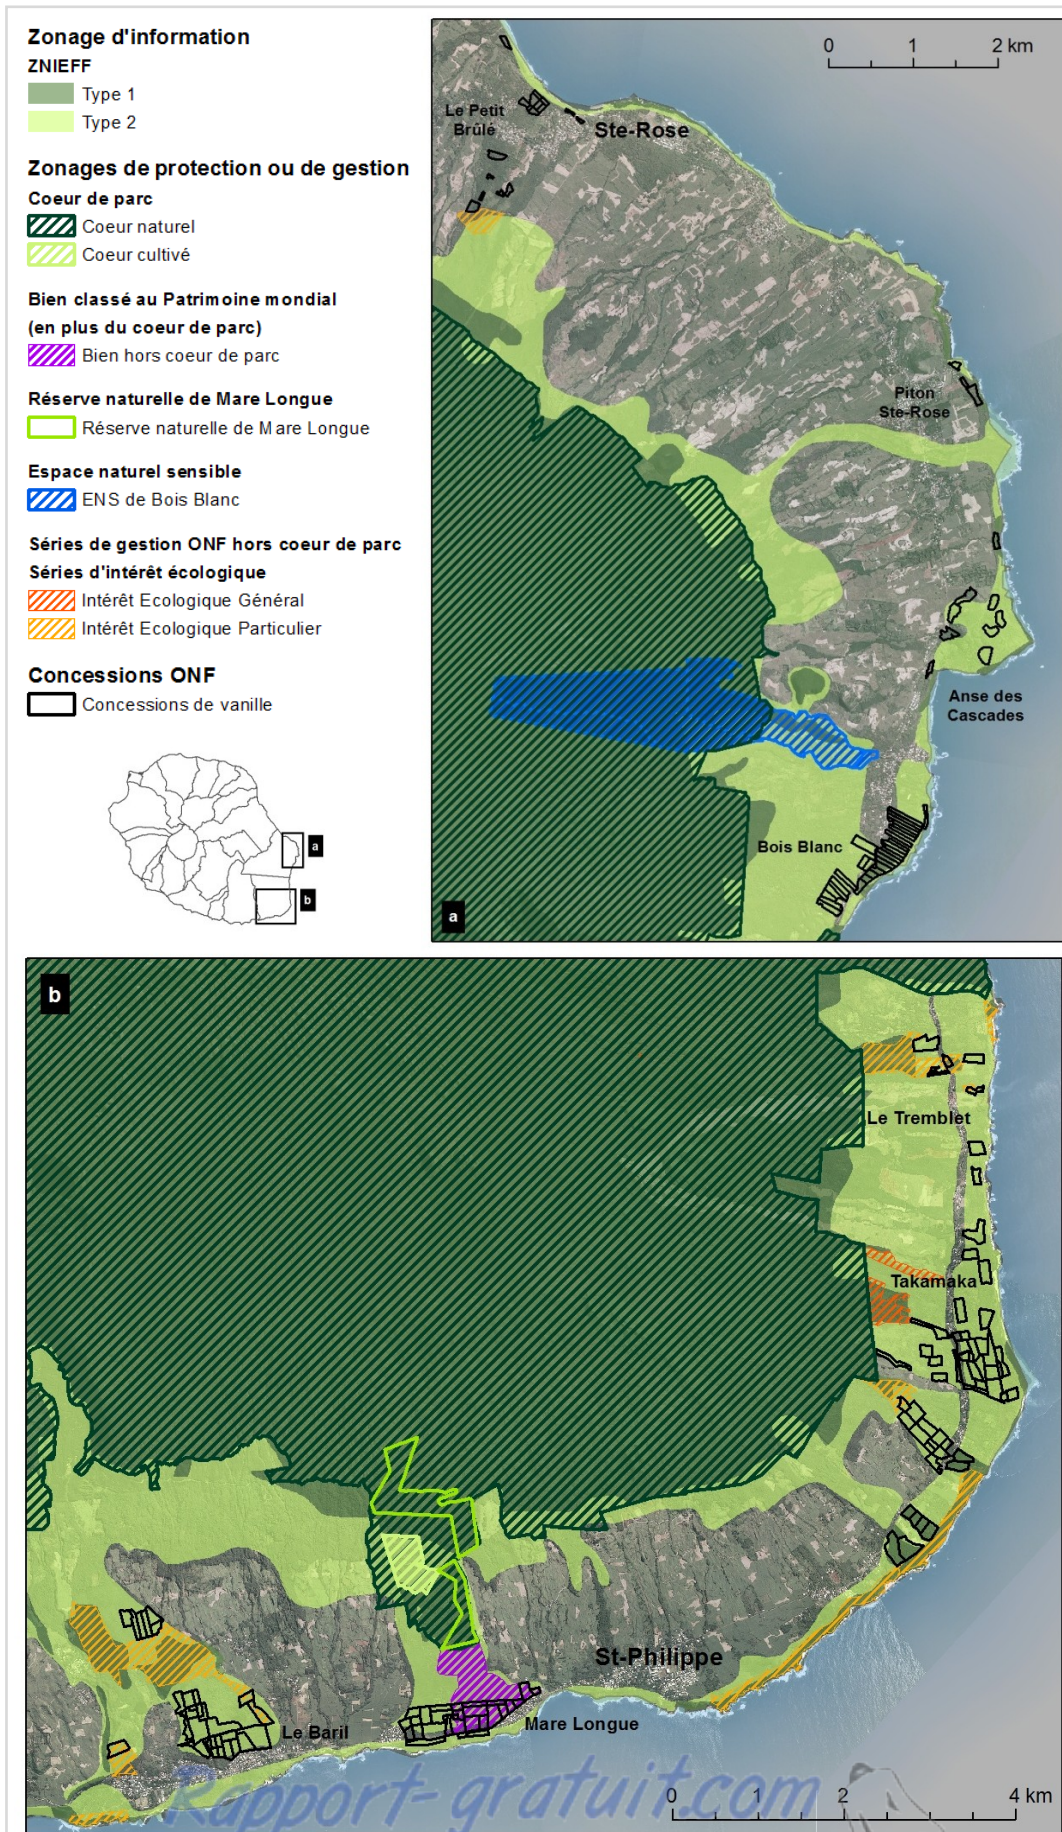 Zonage d'information
ZNIEFF
Type 1
Type 2
Zonages de protection ou de gestion
Coeur de parc
Coeur naturel
Coeur cultivé
Bien classé au Patrimoine mondial
(en plus du coeur de parc)
Bien hors coeur de parc
Réserve naturelle de Mare Longue
Réserve naturelle de Mare Longue
Espace naturel sensible
ENS de Bois Blanc
Séries de gestion ONF hors coeur de parc
Séries d'intérêt écologique
Intérêt Ecologique Général
Intérêt Ecologique Particulier
Concessions ONF
Concessions de vanille
a
b
0 1 2 km
Le Petit
Brûlé
Ste-Rose
Piton
Ste-Rose
Anse des
Cascades
Bois Blanc
a
b
Le Tremblet
Takamaka
St-Philippe
Mare Longue
Le Baril
Rapport-gratuit.com
0 2 4 km